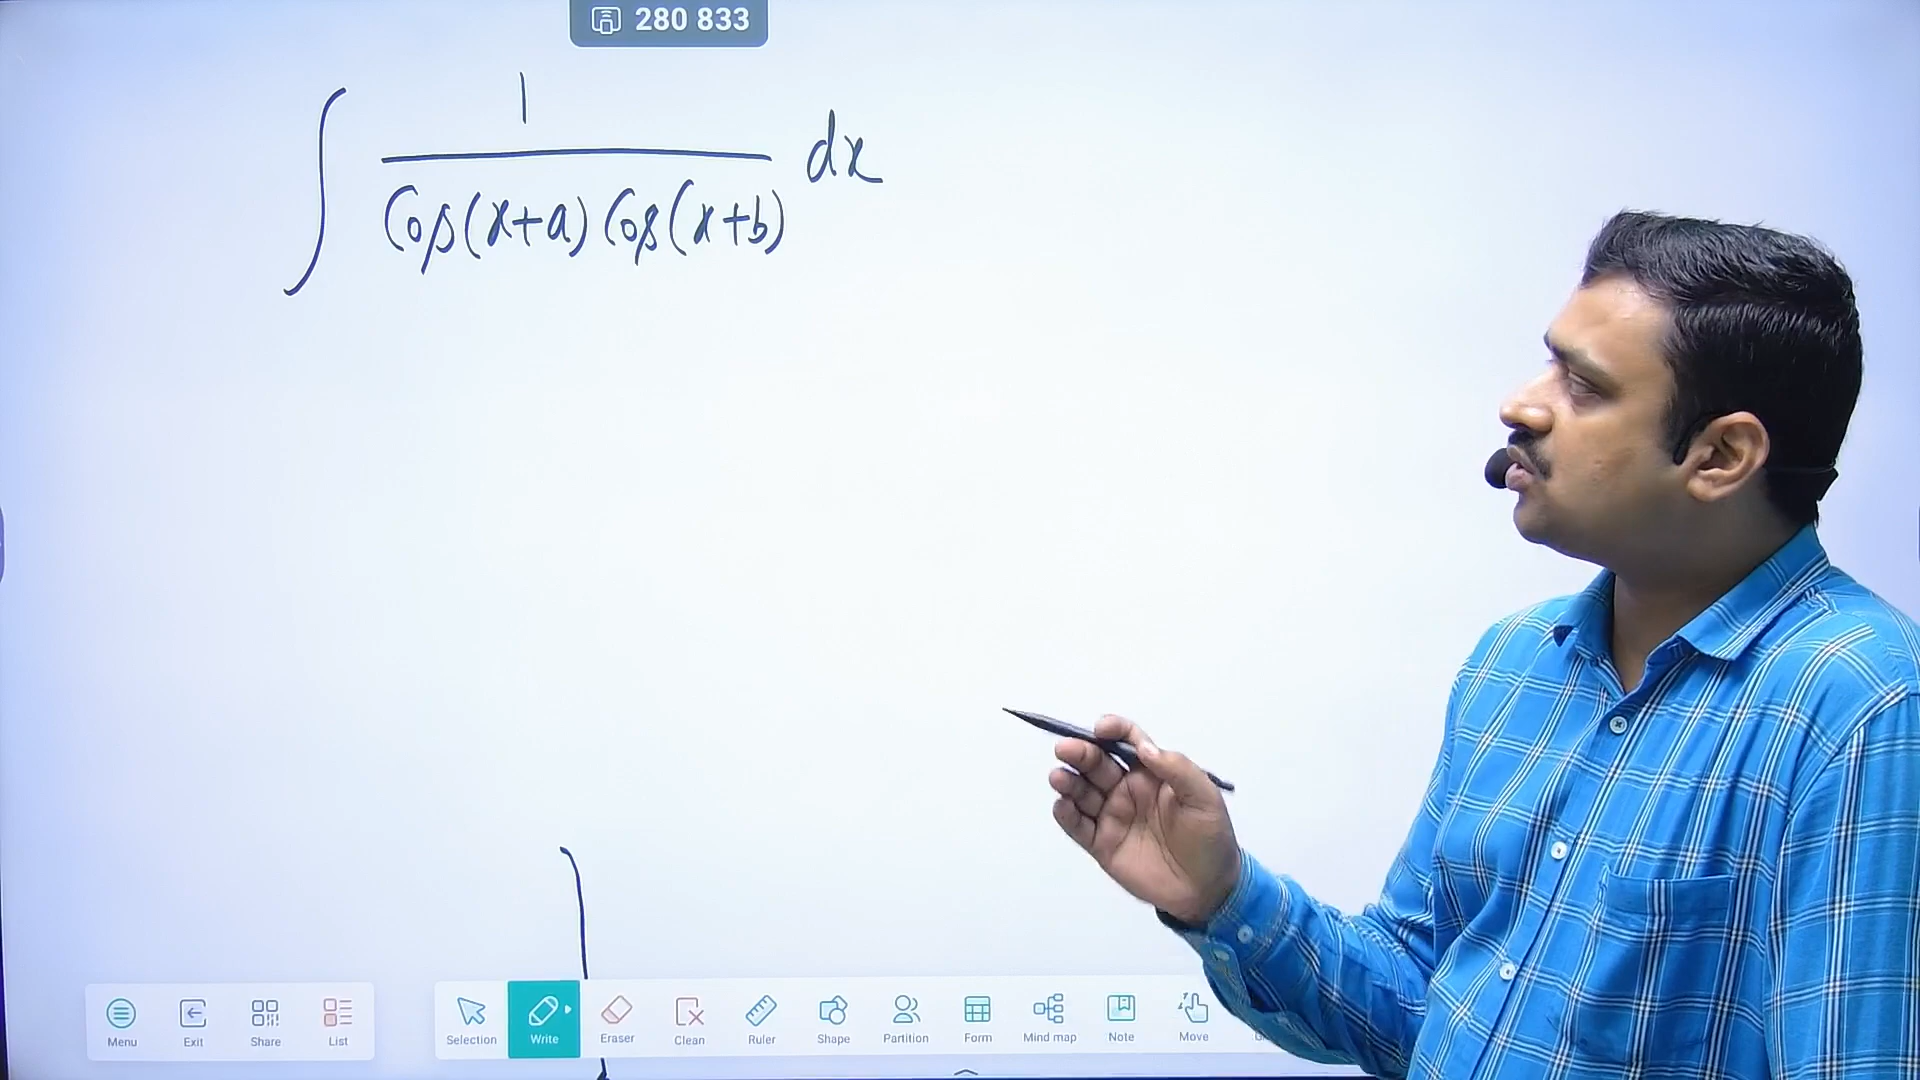 280 833
∫ 1 / Cos(x+a) Cos(x+b) dx
Menu Exit Share List Selection Write Eraser Clean Ruler Shape Partition Form Mind map Note Move